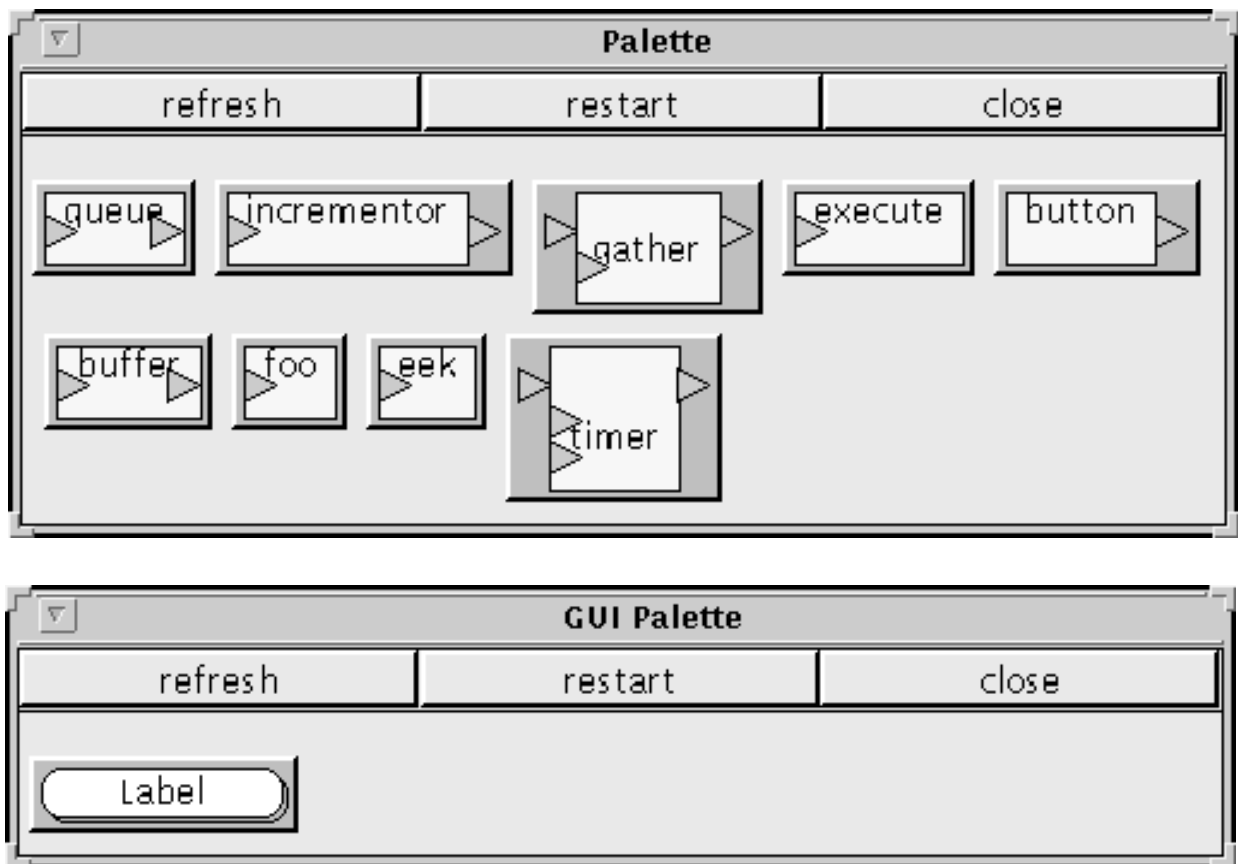 Palette
refresh restart close
queue incrementor gather execute button
buffer foo eek timer
GUI Palette
refresh restart close
Label